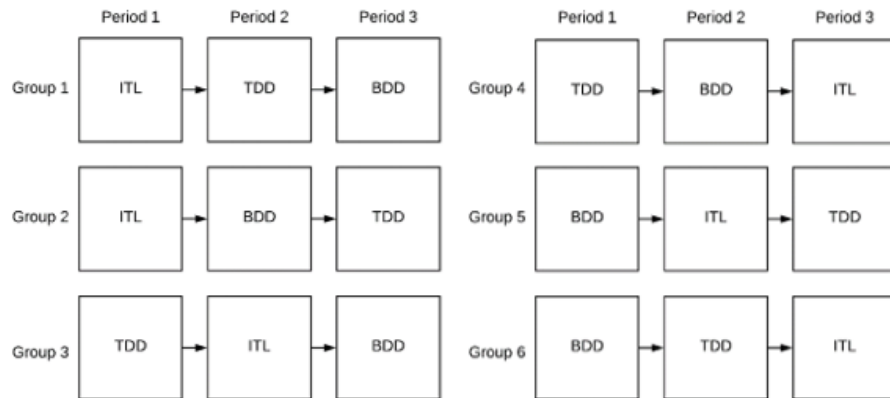 Period 1 Period 2 Period 3
Group 1 ITL TDD BDD
Group 2 ITL BDD TDD
Group 3 TDD ITL BDD
Period 1 Period 2 Period 3
Group 4 TDD BDD ITL
Group 5 BDD ITL TDD
Group 6 BDD TDD ITL